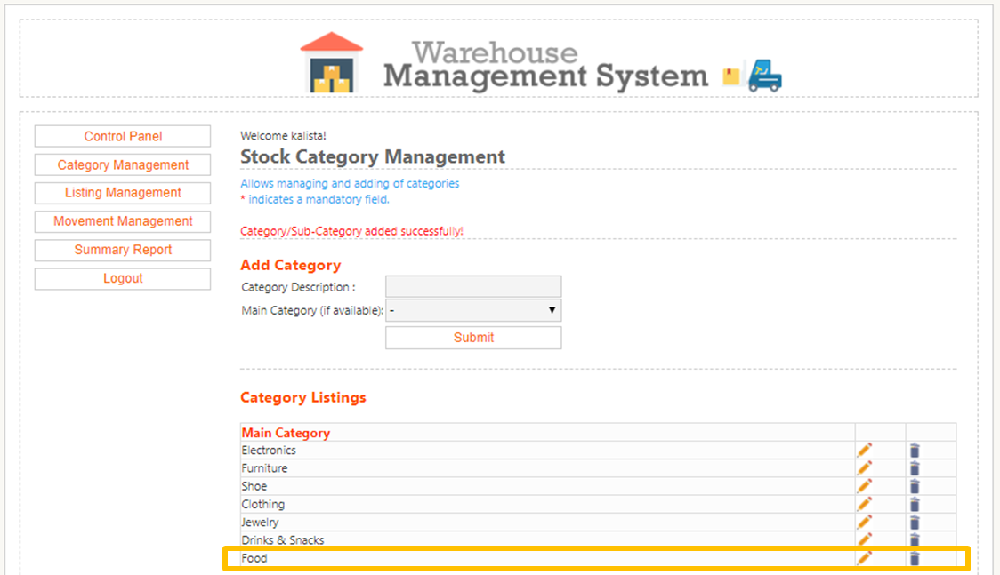 Warehouse
Management System
Control Panel
Category Management
Listing Management
Movement Management
Summary Report
Logout
Welcome kalista!
Stock Category Management
Allows managing and adding of categories
* indicates a mandatory field.
Category/Sub-Category added successfully!
Add Category
Category Description :
Main Category (if available): -
Submit
Category Listings
Main Category
Electronics
Furniture
Shoe
Clothing
Jewelry
Drinks & Snacks
Food